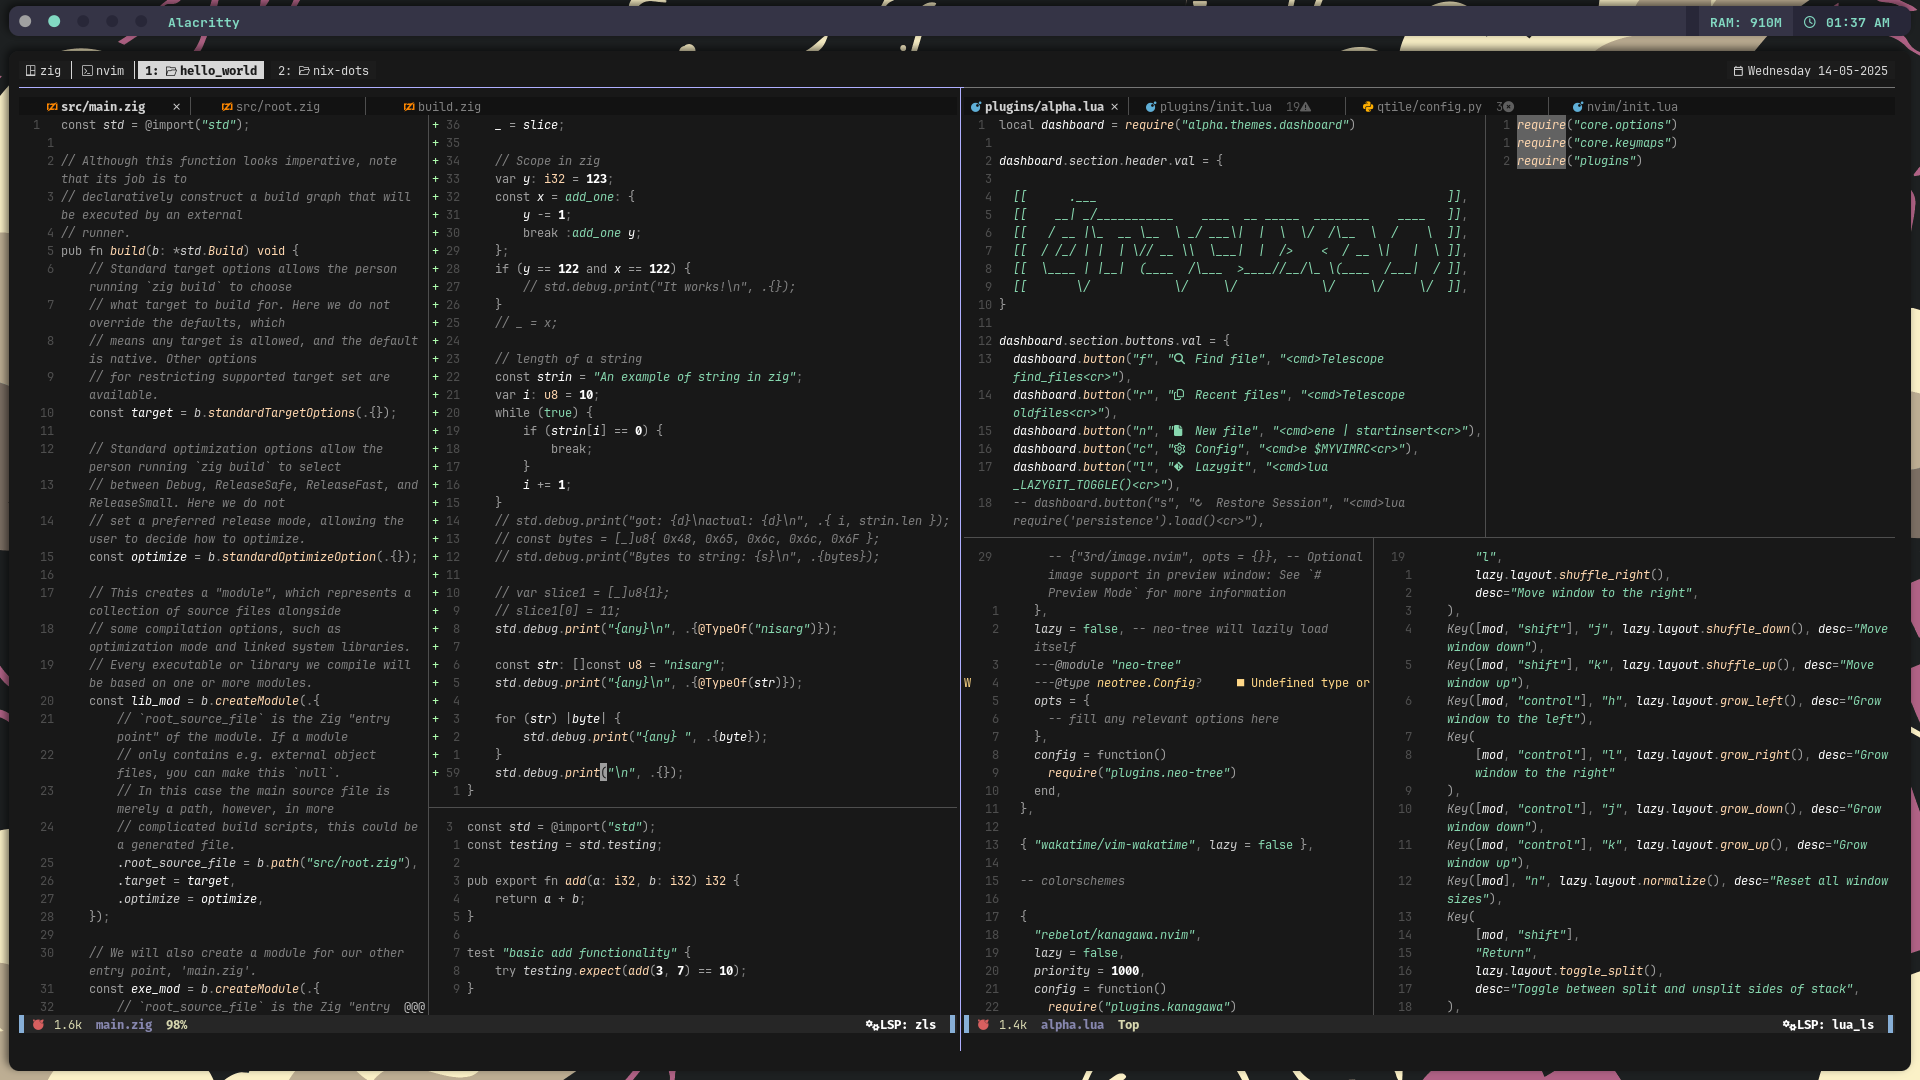 Alacritty
RAM: 910M
01:37 AM
zig
nvim
1: hello_world
2: nix-dots
Wednesday 14-05-2025
src/main.zig ×
src/root.zig
build.zig
1 const std = @import("std");
1
2 // Although this function looks imperative, note
that its job is to
3 // declaratively construct a build graph that will
be executed by an external
4 // runner.
5 pub fn build(b: *std.Build) void {
6 // Standard target options allows the person
running `zig build` to choose
7 // what target to build for. Here we do not
override the defaults, which
8 // means any target is allowed, and the default
is native. Other options
9 // for restricting supported target set are
available.
10 const target = b.standardTargetOptions(.{});
11
12 // Standard optimization options allow the
person running `zig build` to select
13 // between Debug, ReleaseSafe, ReleaseFast, and
ReleaseSmall. Here we do not
14 // set a preferred release mode, allowing the
user to decide how to optimize.
15 const optimize = b.standardOptimizeOption(.{});
16
17 // This creates a "module", which represents a
collection of source files alongside
18 // some compilation options, such as
optimization mode and linked system libraries.
19 // Every executable or library we compile will
be based on one or more modules.
20 const lib_mod = b.createModule(.{
21 // `root_source_file` is the Zig "entry
point" of the module. If a module
22 // only contains e.g. external object
files, you can make this `null`.
23 // In this case the main source file is
merely a path, however, in more
24 // complicated build scripts, this could be
a generated file.
25 .root_source_file = b.path("src/root.zig"),
26 .target = target,
27 .optimize = optimize,
28 });
29
30 // We will also create a module for our other
entry point, 'main.zig'.
31 const exe_mod = b.createModule(.{
32 // `root_source_file` is the Zig "entry @@@
+ 36 _ = slice;
+ 35
+ 34 // Scope in zig
+ 33 var y: i32 = 123;
+ 32 const x = add_one: {
+ 31 y -= 1;
+ 30 break :add_one y;
+ 29 };
+ 28 if (y == 122 and x == 122) {
+ 27 // std.debug.print("It works!\n", .{});
+ 26 }
+ 25 // _ = x;
+ 24
+ 23 // length of a string
+ 22 const strin = "An example of string in zig";
+ 21 var i: u8 = 10;
+ 20 while (true) {
+ 19 if (strin[i] == 0) {
+ 18 break;
+ 17 }
+ 16 i += 1;
+ 15 }
+ 14 // std.debug.print("got: {d}\nactual: {d}\n", .{ i, strin.len });
+ 13 // const bytes = [_]u8{ 0x48, 0x65, 0x6c, 0x6c, 0x6F };
+ 12 // std.debug.print("Bytes to string: {s}\n", .{bytes});
+ 11
+ 10 // var slice1 = [_]u8{1};
+ 9 // slice1[0] = 11;
+ 8 std.debug.print("{any}\n", .{@TypeOf("nisarg")});
+ 7
+ 6 const str: []const u8 = "nisarg";
+ 5 std.debug.print("{any}\n", .{@TypeOf(str)});
+ 4
+ 3 for (str) |byte| {
+ 2 std.debug.print("{any} ", .{byte});
+ 1 }
+ 59 std.debug.print("\n", .{});
1 }
3 const std = @import("std");
1 const testing = std.testing;
2
3 pub export fn add(a: i32, b: i32) i32 {
4 return a + b;
5 }
6
7 test "basic add functionality" {
8 try testing.expect(add(3, 7) == 10);
9 }
1.6k main.zig 98%
LSP: zls
plugins/alpha.lua ×
plugins/init.lua 19
qtile/config.py 3
nvim/init.lua
1 local dashboard = require("alpha.themes.dashboard")
1
2 dashboard.section.header.val = {
3
4 [[      .___                                                  ]],
5 [[    __| _/___________    ____  __ _____  ________    ____   ]],
6 [[   / __ |\_  __ \__  \ _/ ___\|  |  \  \/  /\__  \  /    \  ]],
7 [[  / /_/ | |  | \// __ \\  \___|  |  />    <  / __ \|   |  \ ]],
8 [[  \____ | |__|  (____  /\___  >____//__/\_ \(____  /___|  / ]],
9 [[       \/            \/     \/            \/     \/     \/  ]],
10 }
11
12 dashboard.section.buttons.val = {
13 dashboard.button("f", " Find file", "<cmd>Telescope
find_files<cr>"),
14 dashboard.button("r", " Recent files", "<cmd>Telescope
oldfiles<cr>"),
15 dashboard.button("n", " New file", "<cmd>ene | startinsert<cr>"),
16 dashboard.button("c", " Config", "<cmd>e $MYVIMRC<cr>"),
17 dashboard.button("l", " Lazygit", "<cmd>lua
_LAZYGIT_TOGGLE()<cr>"),
18 -- dashboard.button("s", " Restore Session", "<cmd>lua
require('persistence').load()<cr>"),
1 require("core.options")
1 require("core.keymaps")
2 require("plugins")
29 -- {"3rd/image.nvim", opts = {}}, -- Optional
image support in preview window: See `#
Preview Mode` for more information
1 },
2 lazy = false, -- neo-tree will lazily load
itself
3 ---@module "neo-tree"
W 4 ---@type neotree.Config? ■ Undefined type or
5 opts = {
6 -- fill any relevant options here
7 },
8 config = function()
9 require("plugins.neo-tree")
10 end,
11 },
12
13 { "wakatime/vim-wakatime", lazy = false },
14
15 -- colorschemes
16
17 {
18 "rebelot/kanagawa.nvim",
19 lazy = false,
20 priority = 1000,
21 config = function()
22 require("plugins.kanagawa")
19 "l",
1 lazy.layout.shuffle_right(),
2 desc="Move window to the right",
3 ),
4 Key([mod, "shift"], "j", lazy.layout.shuffle_down(), desc="Move
window down"),
5 Key([mod, "shift"], "k", lazy.layout.shuffle_up(), desc="Move
window up"),
6 Key([mod, "control"], "h", lazy.layout.grow_left(), desc="Grow
window to the left"),
7 Key(
8 [mod, "control"], "l", lazy.layout.grow_right(), desc="Grow
window to the right"
9 ),
10 Key([mod, "control"], "j", lazy.layout.grow_down(), desc="Grow
window down"),
11 Key([mod, "control"], "k", lazy.layout.grow_up(), desc="Grow
window up"),
12 Key([mod], "n", lazy.layout.normalize(), desc="Reset all window
sizes"),
13 Key(
14 [mod, "shift"],
15 "Return",
16 lazy.layout.toggle_split(),
17 desc="Toggle between split and unsplit sides of stack",
18 ),
1.4k alpha.lua Top
LSP: lua_ls